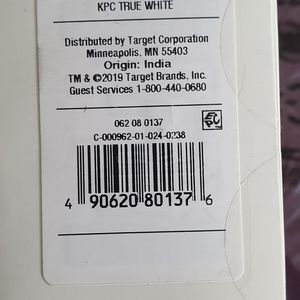 KPC TRUE WHITE
Distributed by Target Corporation
Minneapolis, MN 55403
Origin: India
TM & ©2019 Target Brands, Inc.
Guest Services 1-800-440-0680
062 08 0137
C-000962-01-024-0238
4 90620 80137 6